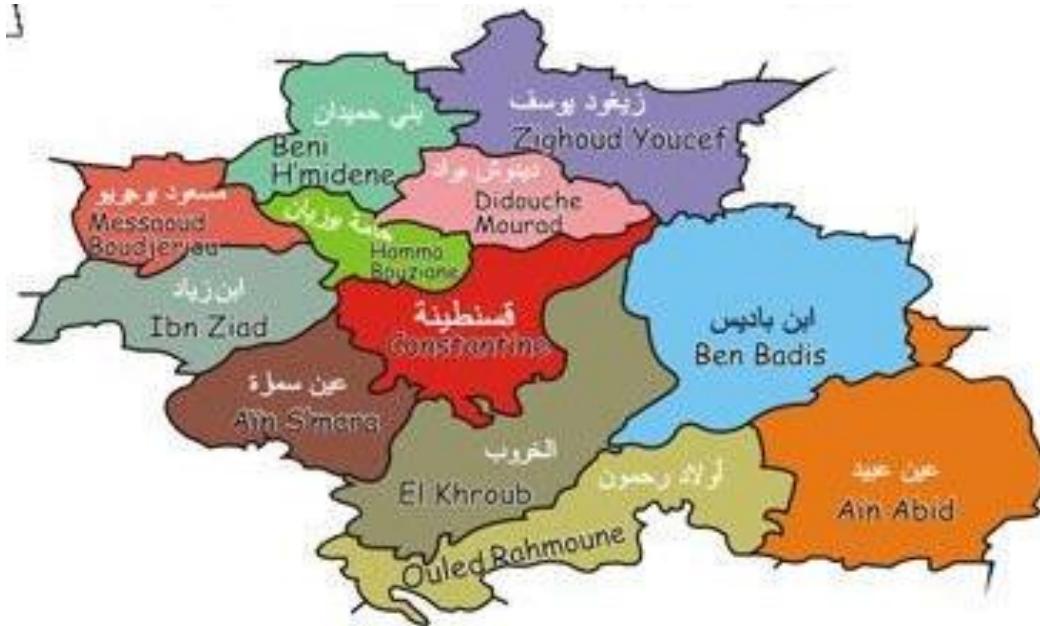 زيغود يوسف
Zighoud Youcef
بني حميدان
Beni
H'midene
ديدوش مراد
Didouche
Mourad
مسعود بوجريو
Messaoud
Boudjeriou
بوزيان
Hamma
Bouziane
ابن زياد
Ibn Ziad
قسنطينة
Constantine
ابن باديس
Ben Badis
عين سمارة
Aïn S'mara
الخروب
El Khroub
أولاد رحمون
Ouled Rahmoune
عين عبيد
Ain Abid